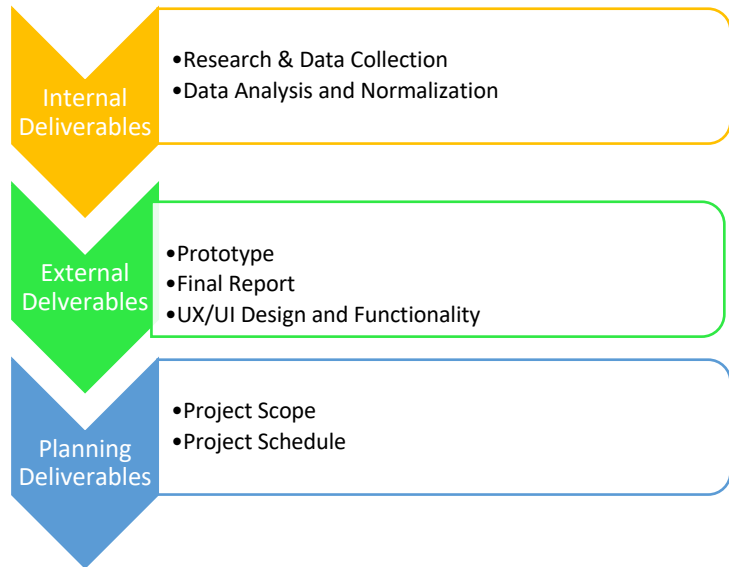 Internal
Deliverables
•Research & Data Collection
•Data Analysis and Normalization
External
Delverables
•Prototype
•Final Report
•UX/UI Design and Functionality
Planning
Deliverables
•Project Scope
•Project Schedule